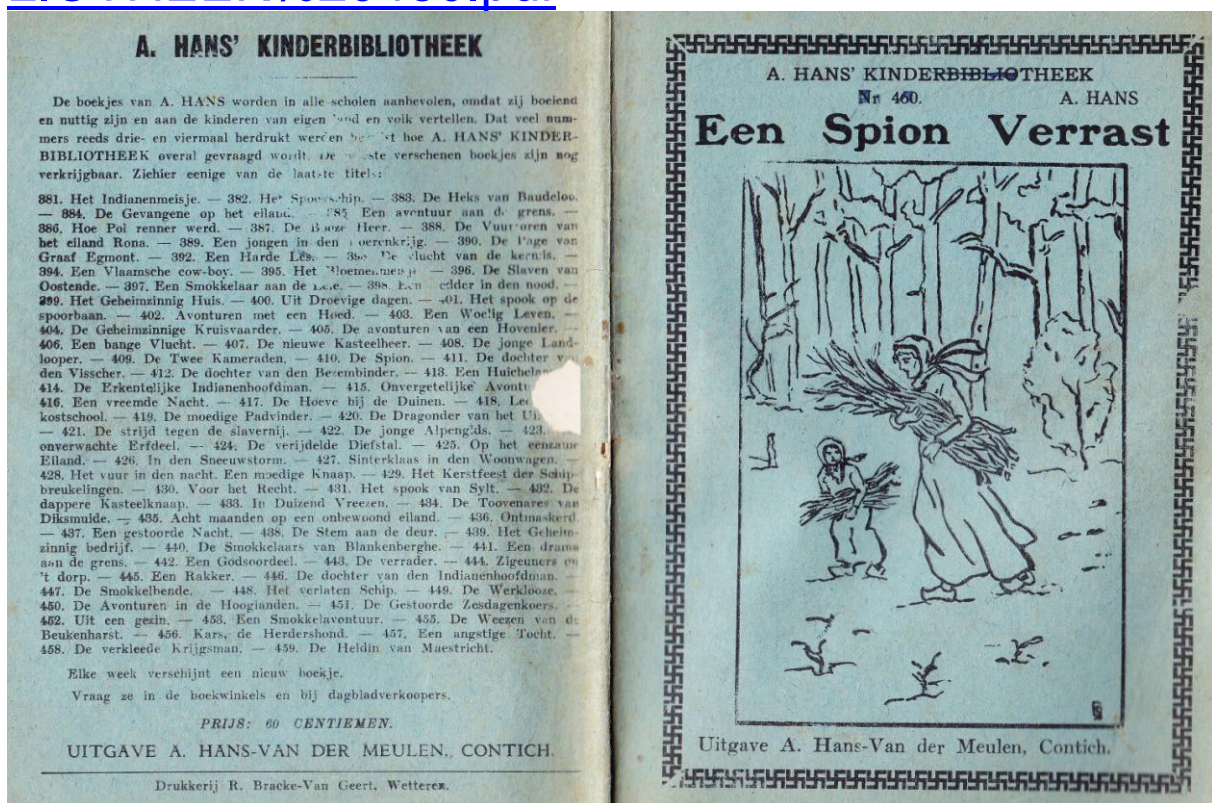 A. HANS' KINDERBIBLIOTHEEK
De boekjes van A. HANS worden in alle scholen aanbevolen, omdat zij boeiend
en nuttig zijn en aan de kinderen van eigen land en volk vertellen. Dat veel num-
mers reeds drie- en viermaal herdrukt werden hoe A. HANS' KINDER-
BIBLIOTHEEK overal gevraagd wordt. verschenen boekjes zijn nog
verkrijgbaar. Ziehier eenige van de laatste titels:
381. Het Indianenmeisje. — 382. Het Spookschip. — 383. De Heks van Baudeloo.
— 384. De Gevangene op het eiland. — 385 Een avontuur aan de grens. —
386. Hoe Pol renner werd. — 387. De Booze Heer. — 388. De Vuurtoren van
het eiland Rona. — 389. Een jongen in den Boerenkrijg. — 390. De Page van
Graaf Egmont. — 392. Een Harde Les. — De vlucht van de kerels. —
394. Een Vlaamsche cow-boy. — 395. Het Bloemenmeisje — 396. De Slaven van
Oostende. — 397. Een Smokkelaar aan de Leie. — 398. Een redder in den nood. —
399. Het Geheimzinnig Huis. — 400. Uit Droevige dagen. — 401. Het spook op de
spoorbaan. — 402. Avonturen met een Hoed. — 403. Een Woelig Leven. —
404. De Geheimzinnige Kruisvaarder. — 405. De avonturen van een Hovenier. —
406. Een bange Vlucht. — 407. De nieuwe Kasteelheer. — 408. De jonge Land-
looper. — 409. De Twee Kameraden. — 410. De Spion. — 411. De dochter van
den Visscher. — 412. De dochter van den Bezembinder. — 413. Een
414. De Erkentelijke Indianenhoofdman. — 415. Onvergetelijke
416. Een vreemde Nacht. — 417. De Hoeve bij de Duinen. — 418.
kostschool. — 419. De moedige Padvinder. — 420. De Dragonder van het
— 421. De strijd tegen de slavernij. — 422. De jonge Alpengids. — 423.
onverwachte Erfdeel. — 424. De verijdelde Diefstal. — 425. Op het eenzame
Eiland. — 426. In den Sneeuwstorm. — 427. Sinterklaas in den Woonwagen. —
428. Het vuur in den nacht. Een moedige Knaap. — 429. Het Kerstfeest der Schip-
breukelingen. — 430. Voor het Recht. — 431. Het spook van Sylt. — 432. De
dappere Kasteelknaap. — 433. In Duizend Vreezen. — 434. De Toovenares van
Diksmuide. — 435. Acht maanden op een onbewoond eiland. — 436. Ontmaskerd.
— 437. Een gestoorde Nacht. — 438. De Stem aan de deur. — 439. Het Geheim-
zinnig bedrijf. — 440. De Smokkelaars van Blankenberghe. — 441. Een drama
aan de grens. — 442. Een Godsoordeel. — 443. De verrader. — 444. Zigeuners en
't dorp. — 445. Een Rakker. — 446. De dochter van den Indianenhoofdman. —
447. De Smokkelbende. — 448. Het verlaten Schip. — 449. De Werklooze. —
450. De Avonturen in de Hooglanden. — 451. De Gestoorde Zesdagenkoers. —
452. Uit een gezin. — 453. Een Smokkelavontuur. — 455. De Weezen van de
Beukenharst. — 456. Kars, de Herdershond. — 457. Een angstige Tocht. —
458. De verkleede Krijgsman. — 459. De Heldin van Maestricht.
Elke week verschijnt een nieuw boekje.
Vraag ze in de boekwinkels en bij dagbladverkoopers.
PRIJS: 60 CENTIEMEN.
UITGAVE A. HANS-VAN DER MEULEN, CONTICH.
Drukkerij R. Bracke-Van Geert, Wetteren.
A. HANS' KINDERBIBLIOTHEEK
Nr 460. A. HANS
Een Spion Verrast
Uitgave A. Hans-Van der Meulen, Contich.